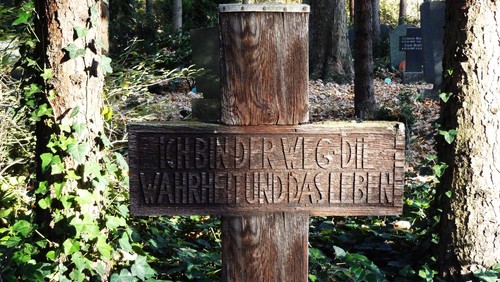 ICH BIN DER WEG·DIE
WAHRHEIT UND DAS LEBEN